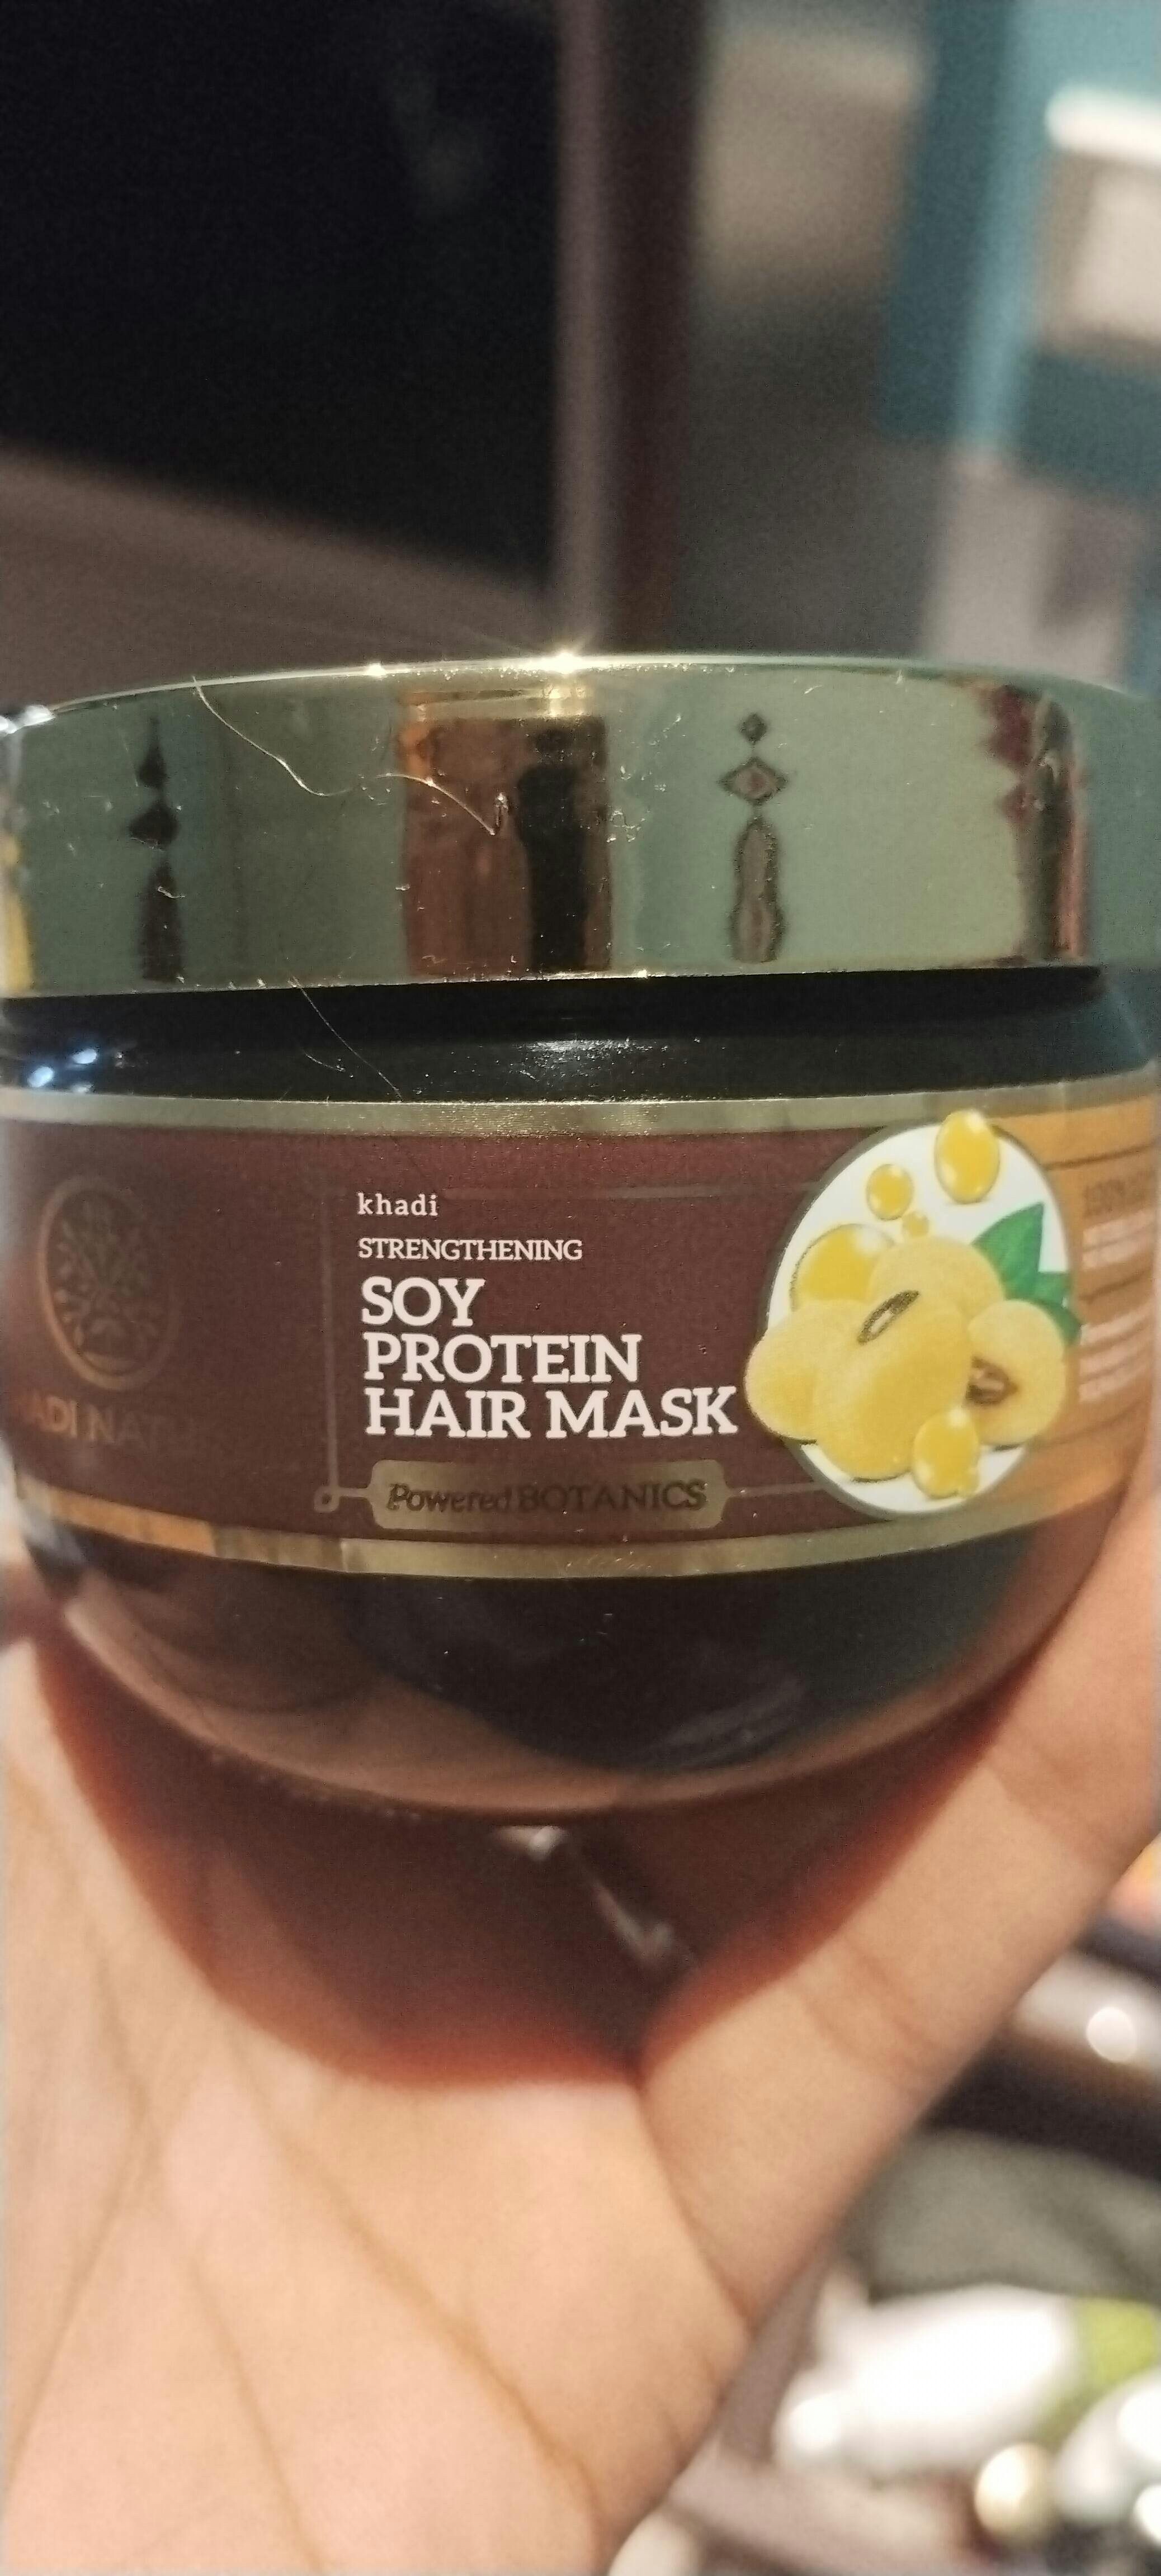 khadi
STRENGTHENING
SOY
PROTEIN
HAIR MASK
Powered BOTANICS